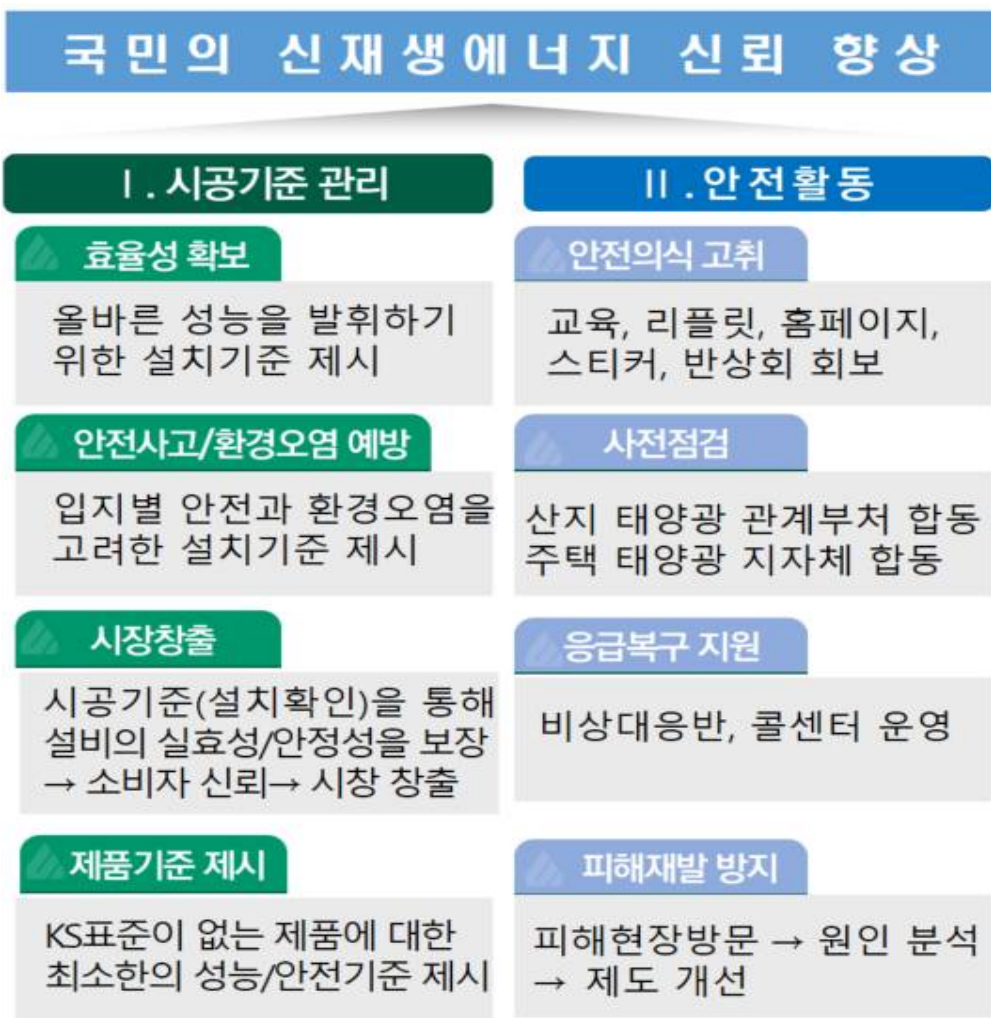 국민의 신재생에너지 신뢰 향상
Ⅰ. 시공기준 관리
효율성 확보
올바른 성능을 발휘하기
위한 설치기준 제시
안전사고/환경오염 예방
입지별 안전과 환경오염을
고려한 설치기준 제시
시장창출
시공기준(설치확인)을 통해
설비의 실효성/안정성을 보장
→ 소비자 신뢰→ 시창 창출
제품기준 제시
KS표준이 없는 제품에 대한
최소한의 성능/안전기준 제시
Ⅱ. 안전활동
안전의식 고취
교육, 리플릿, 홈페이지,
스티커, 반상회 회보
사전점검
산지 태양광 관계부처 합동
주택 태양광 지자체 합동
응급복구 지원
비상대응반, 콜센터 운영
피해재발 방지
피해현장방문 → 원인 분석
→ 제도 개선